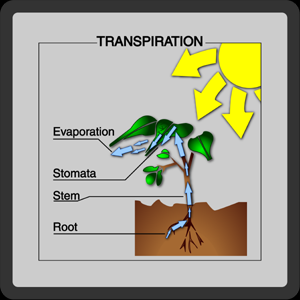 TRANSPIRATION
Evaporation
Stomata
Stem
Root